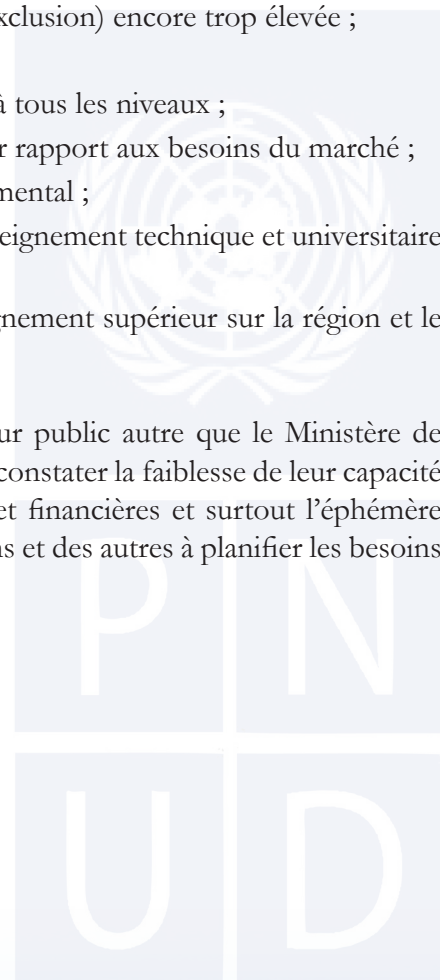 xclusion) encore trop élevée ;
à tous les niveaux ;
r rapport aux besoins du marché ;
mental ;
eignement technique et universitaire
nement supérieur sur la région et le
ur public autre que le Ministère de
constater la faiblesse de leur capacité
et financières et surtout l’éphémère
s et des autres à planifier les besoins
P N
U D